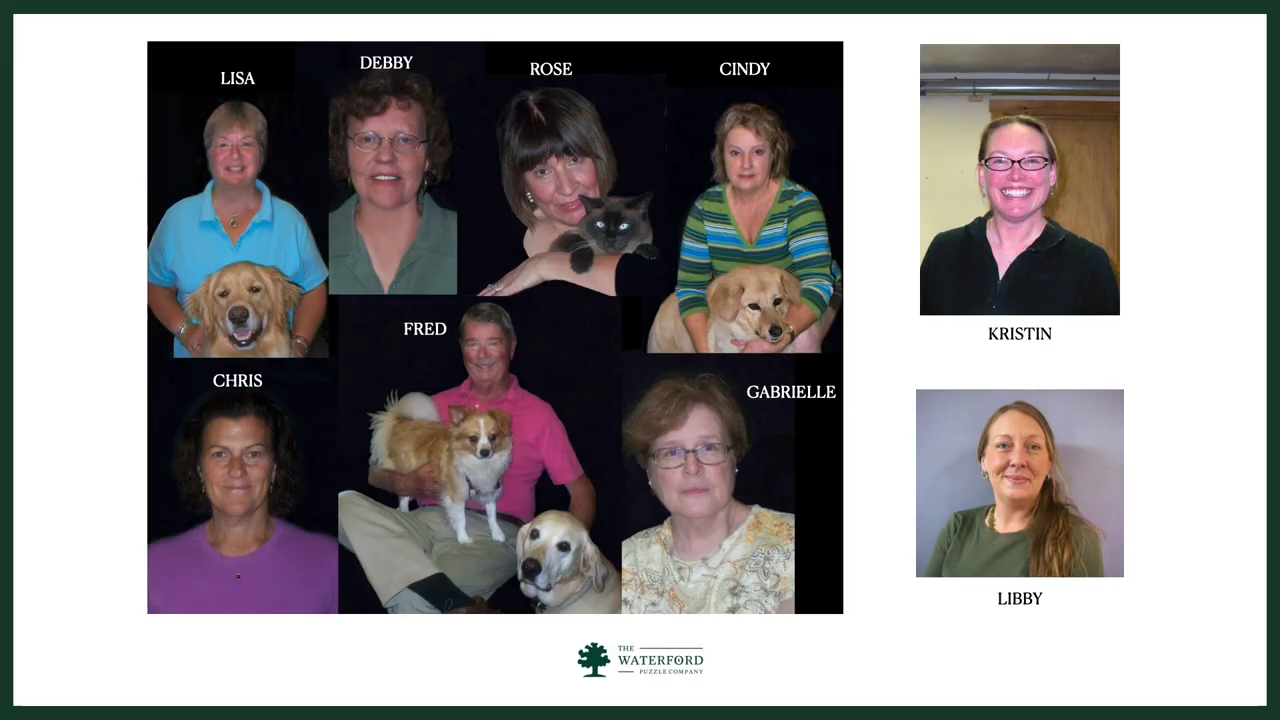 LISA
DEBBY
ROSE
CINDY
FRED
CHRIS
GABRIELLE
KRISTIN
LIBBY
THE
WATERFORD
PUZZLE COMPANY